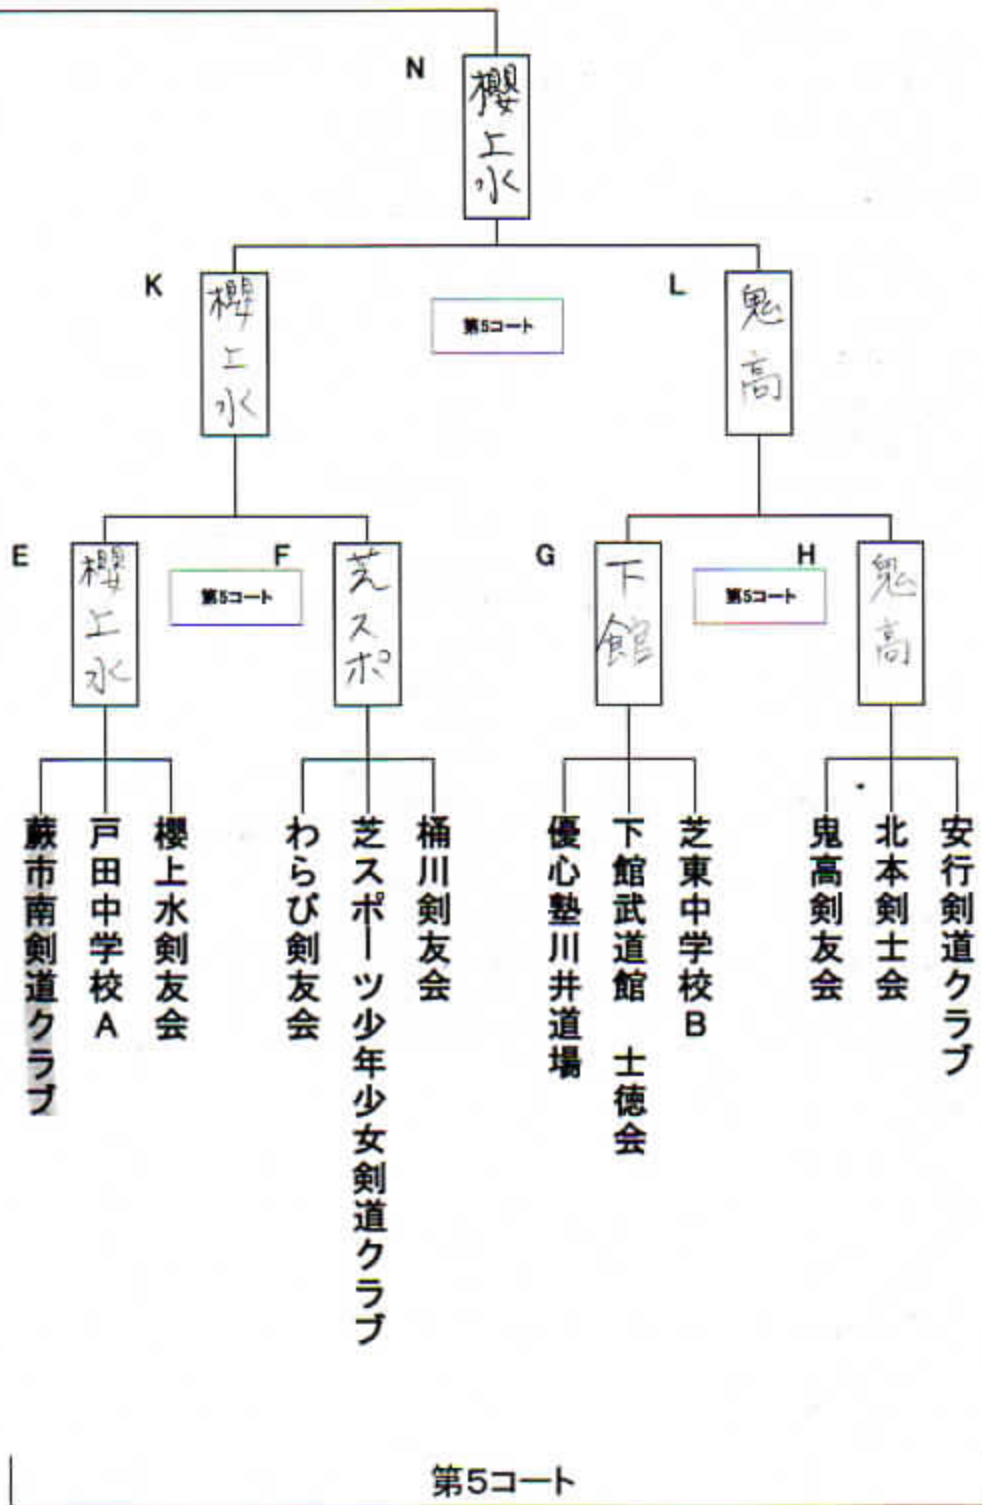 N
櫻上水
K
櫻上水
第5コート
L
鬼高
E
櫻上水
第5コート
F
芝スポ
G
下館
第5コート
H
鬼高
蕨市南剣道クラブ
戸田中学校A
櫻上水剣友会
わらび剣友会
芝スポーツ少年少女剣道クラブ
桶川剣友会
優心塾川井道場
下館武道館 士徳会
芝東中学校B
鬼高剣友会
北本剣士会
安行剣道クラブ
第5コート